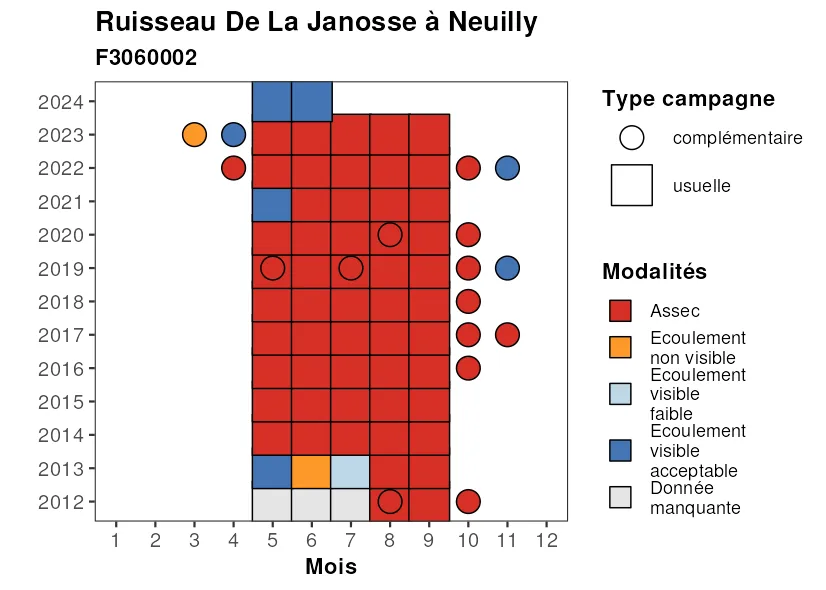 Ruisseau De La Janosse à Neuilly
F3060002
2024
2023
2022
2021
2020
2019
2018
2017
2016
2015
2014
2013
2012
1 2 3 4 5 6 7 8 9 10 11 12
Mois
Type campagne
complémentaire
usuelle
Modalités
Assec
Ecoulement
non visible
Ecoulement
visible
faible
Ecoulement
visible
acceptable
Donnée
manquante